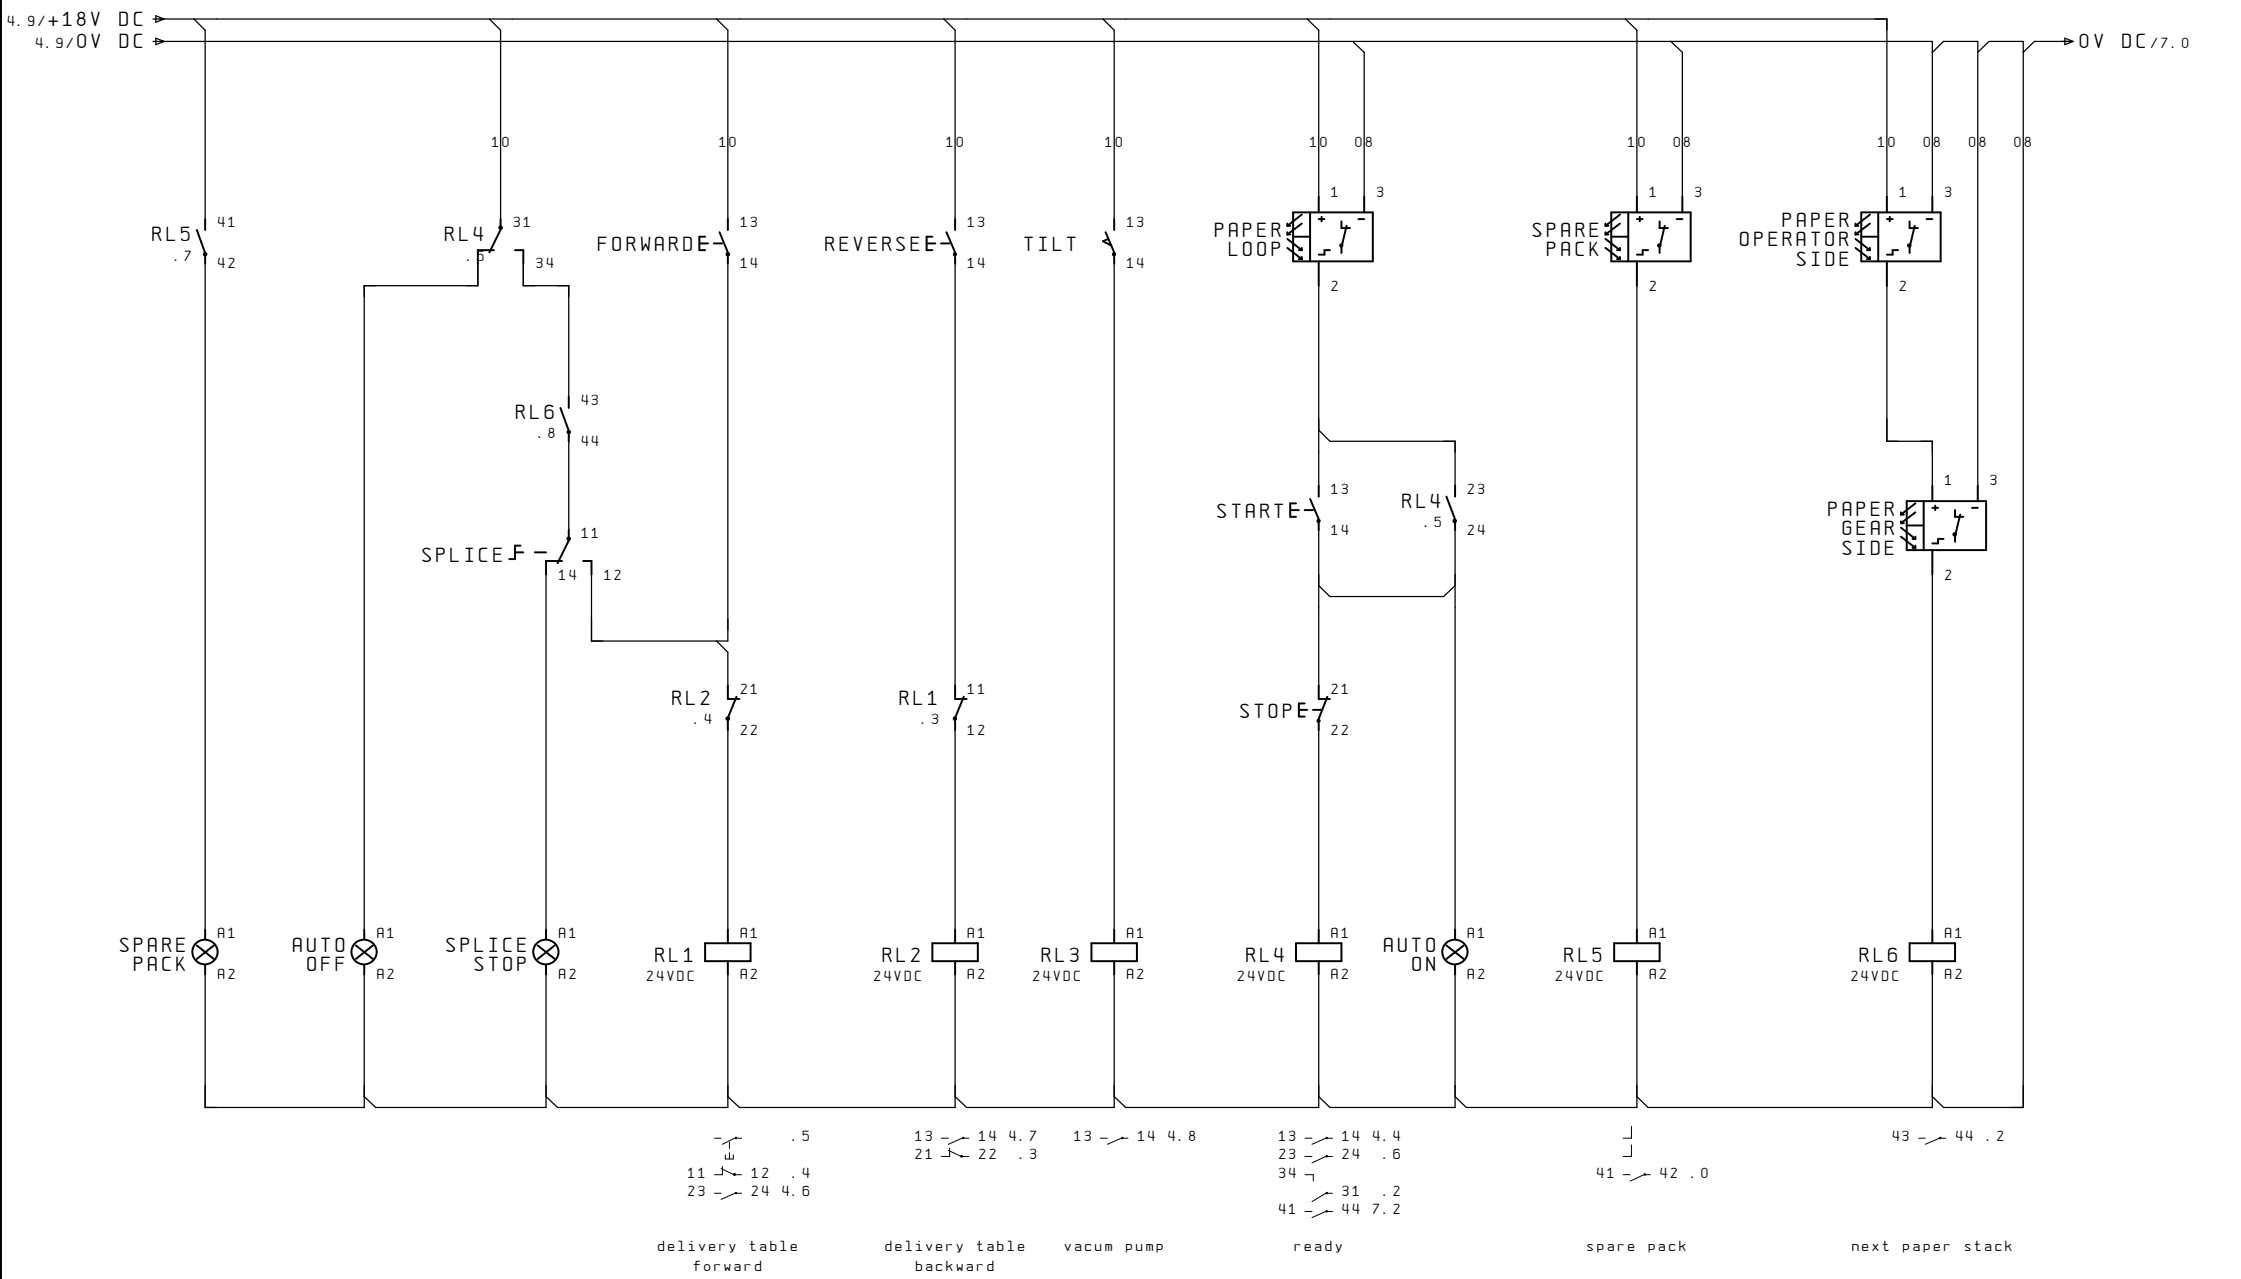 4.9/+18V DC
4.9/0V DC
0V DC/7.0
10 10 10 10 10 08 10 08 10 08 08 08
1 3 1 3 1 3
RL5 41
.7 42
RL4 31
.6 34
FORWARD 13
14
REVERSE 13
14
TILT 13
14
PAPER
LOOP
+ -
2
SPARE
PACK
+ -
2
PAPER
OPERATOR
SIDE
+ -
2
RL6 43
.8 44
START 13
14
RL4 23
.5 24
1 3
PAPER
GEAR
SIDE
+ -
2
SPLICE 11
14 12
RL2 21
.4 22
RL1 11
.3 12
STOP 21
22
SPARE
PACK
A1
A2
AUTO
OFF
A1
A2
SPLICE
STOP
A1
A2
RL1
24VDC
A1
A2
RL2
24VDC
A1
A2
RL3
24VDC
A1
A2
RL4
24VDC
A1
A2
AUTO
ON
A1
A2
RL5
24VDC
A1
A2
RL6
24VDC
A1
A2
.5
11 12 .4
23 24 4.6
13 14 4.7
21 22 .3
13 14 4.8
13 14 4.4
23 24 .6
34
31 .2
41 44 7.2
41 42 .0
43 44 .2
delivery table
forward
delivery table
backward
vacum pump
ready
spare pack
next paper stack